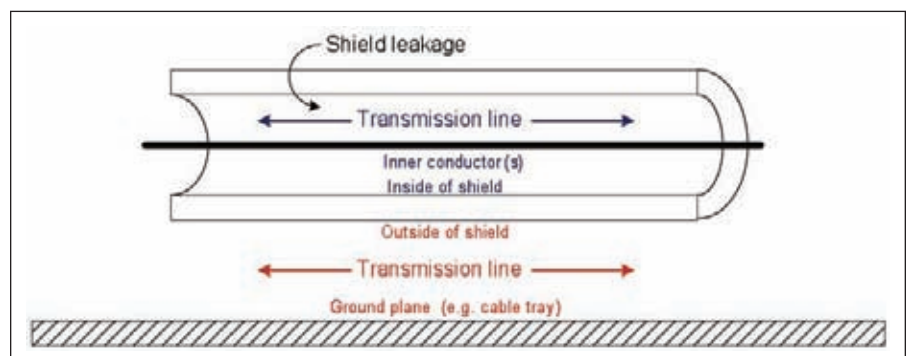 Shield leakage
Transmission line
Inner conductor(s)
Inside of shield
Outside of shield
Transmission line
Ground plane (e.g. cable tray)